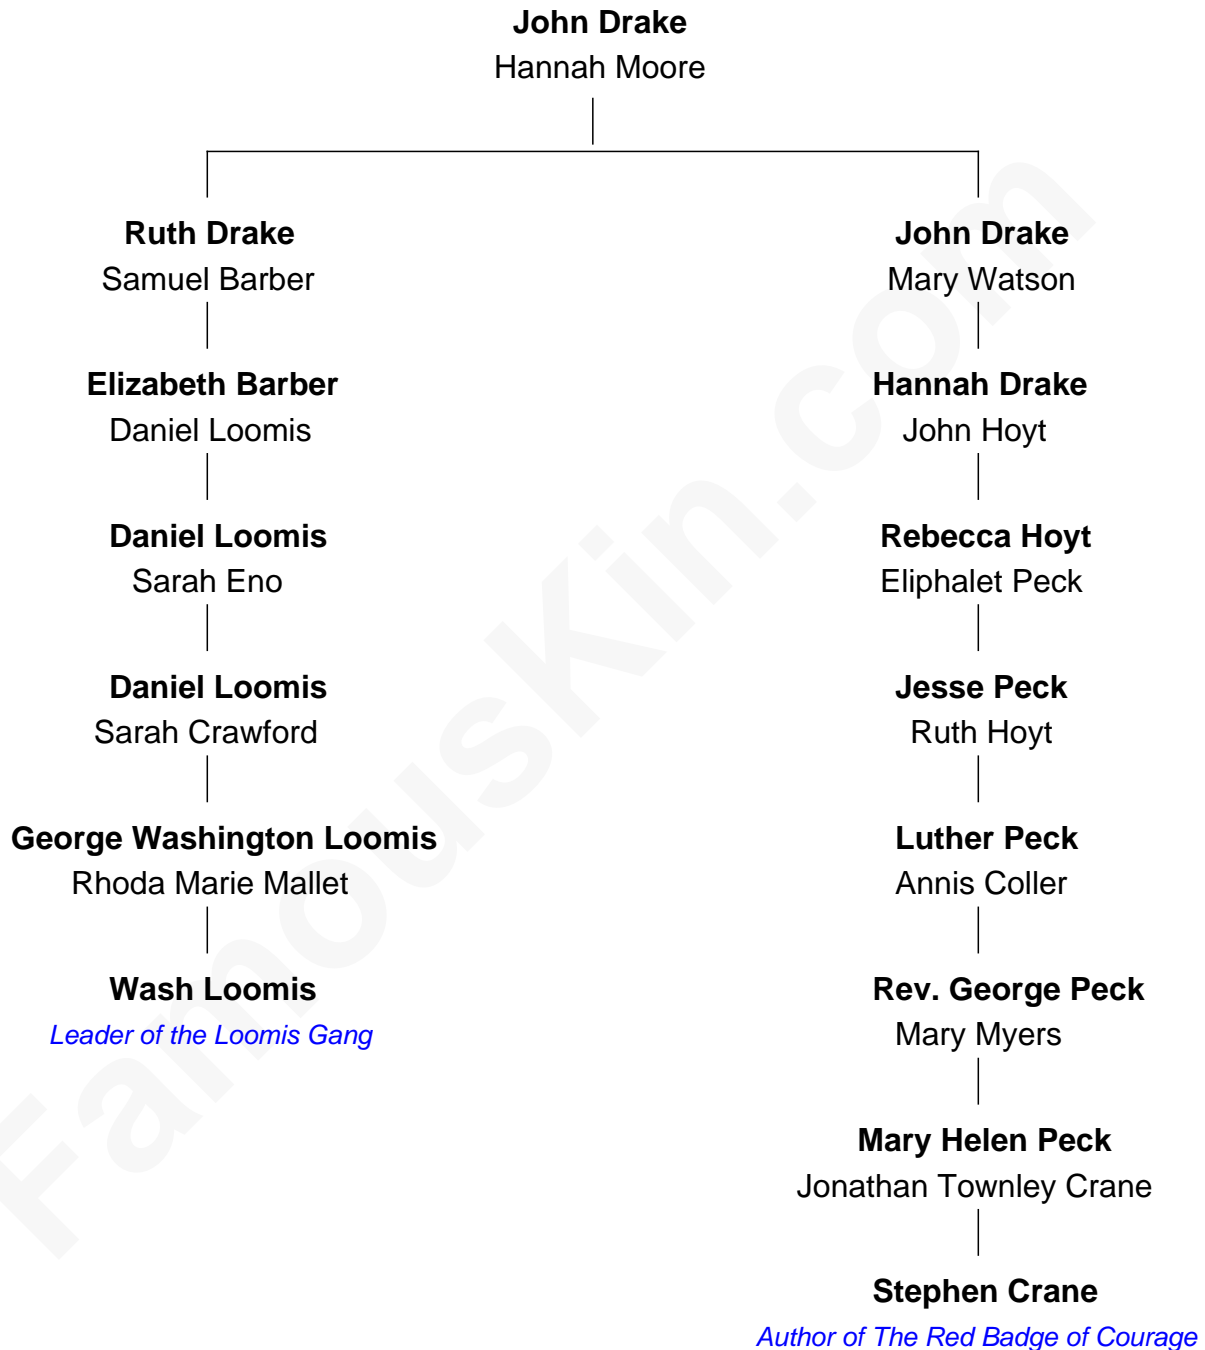 John Drake
Hannah Moore
Ruth Drake
Samuel Barber
John Drake
Mary Watson
Elizabeth Barber
Daniel Loomis
Hannah Drake
John Hoyt
Daniel Loomis
Sarah Eno
Rebecca Hoyt
Eliphalet Peck
Daniel Loomis
Sarah Crawford
Jesse Peck
Ruth Hoyt
George Washington Loomis
Rhoda Marie Mallet
Luther Peck
Annis Coller
Wash Loomis
Leader of the Loomis Gang
Rev. George Peck
Mary Myers
Mary Helen Peck
Jonathan Townley Crane
Stephen Crane
Author of The Red Badge of Courage
FamousKin.com